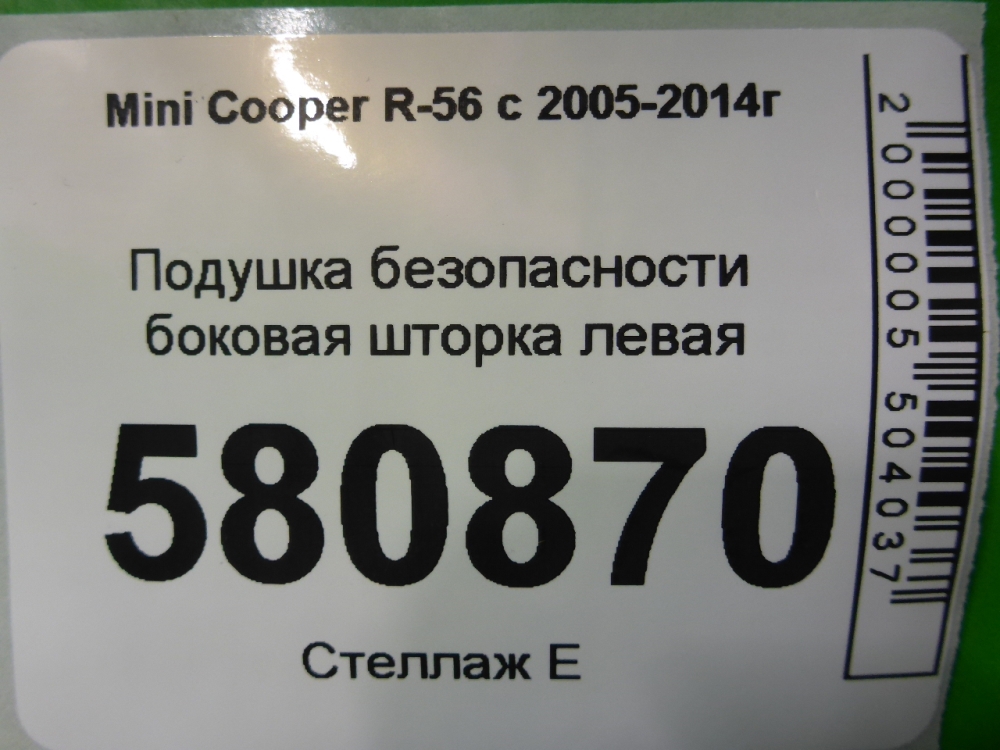 Mini Cooper R-56 с 2005-2014г
Подушка безопасности
боковая шторка левая
580870
Стеллаж Е
2000005504037